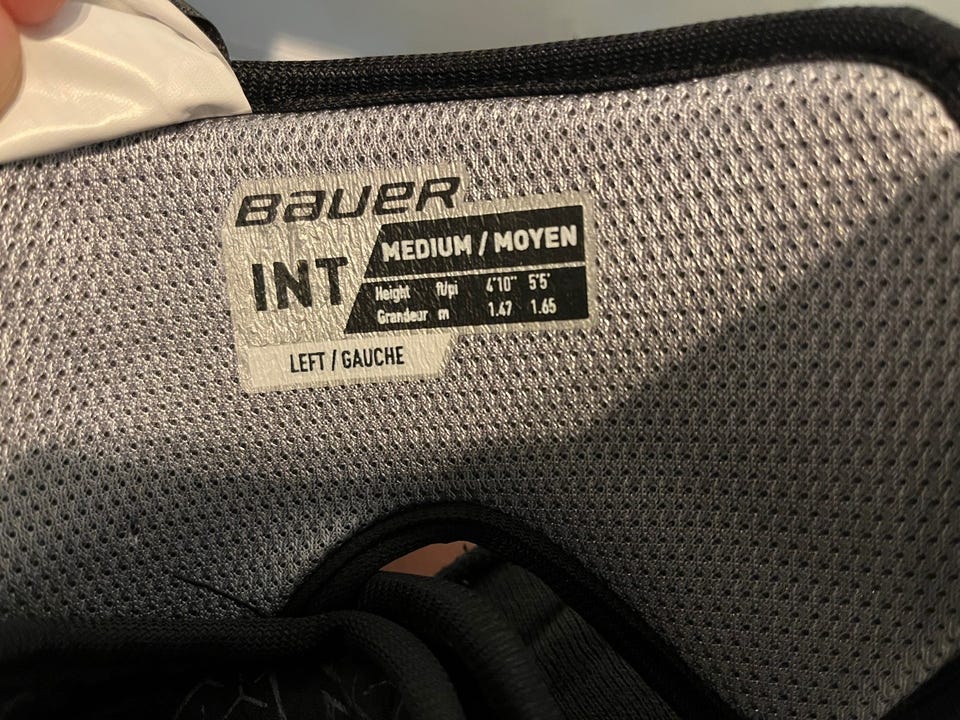 BAUER
INT
MEDIUM / MOYEN
Height ft/pi 4'10" 5'5'
Grandeur m 1.47 1.65
LEFT / GAUCHE